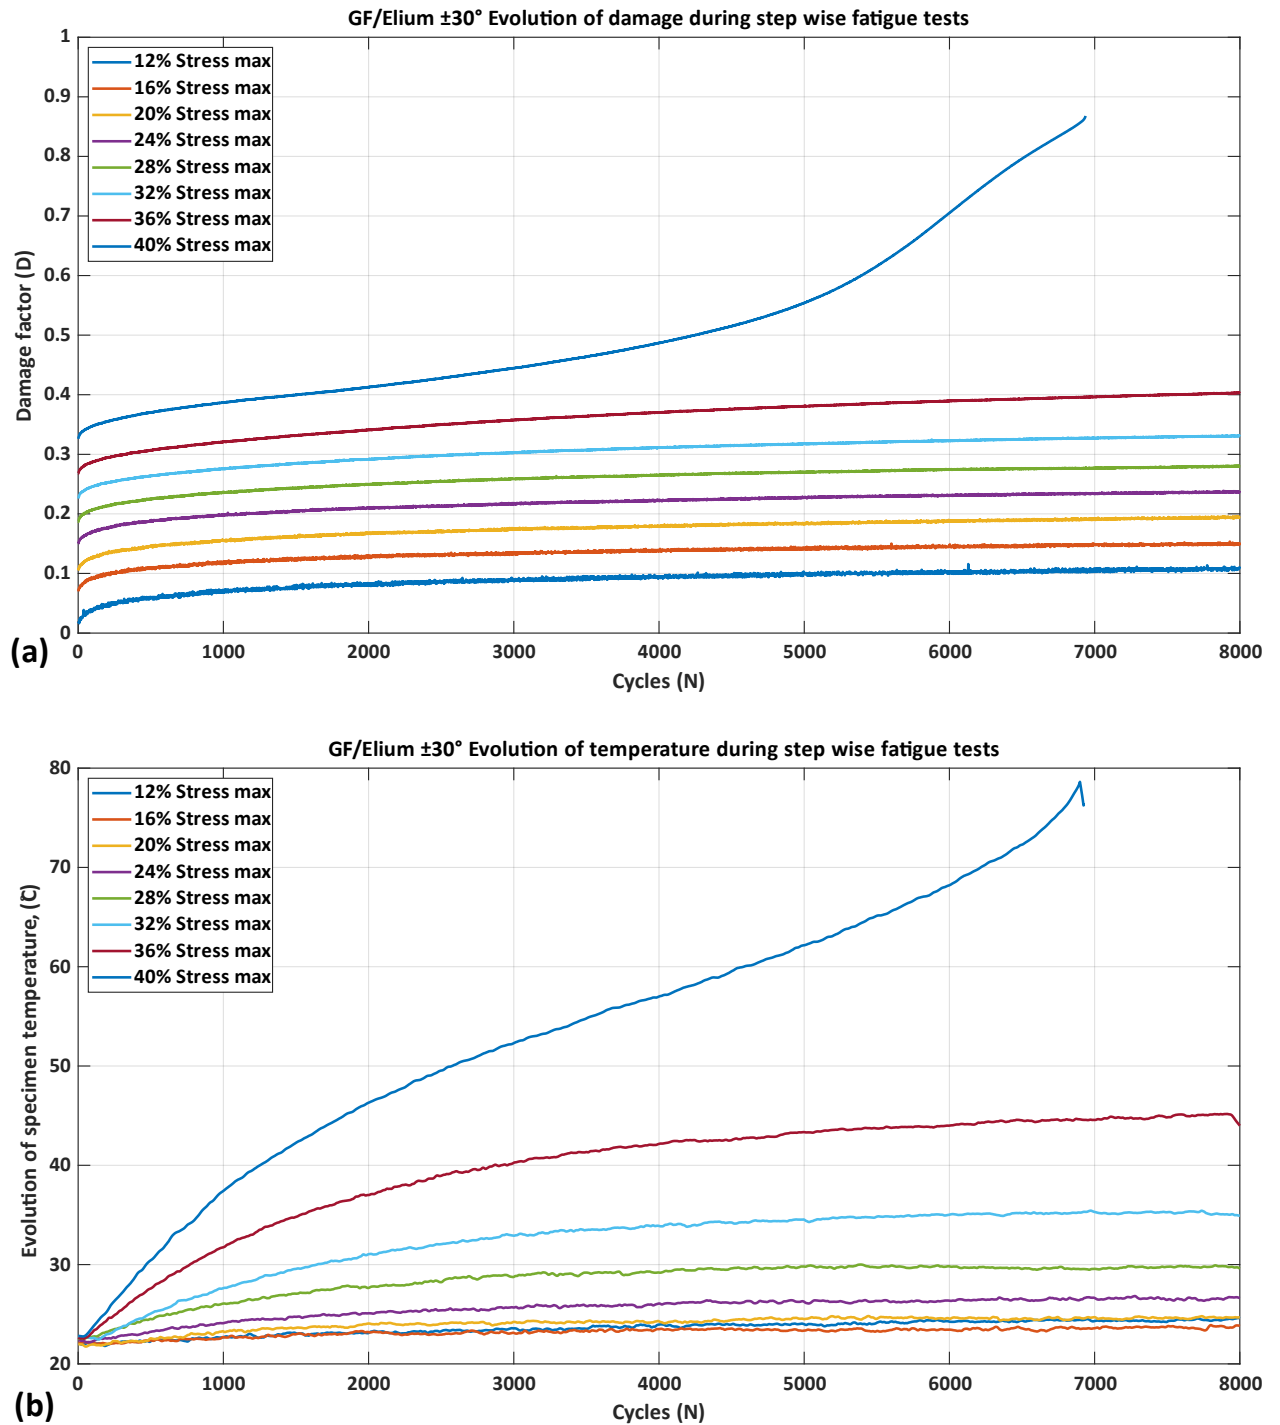 GF/Elium ±30° Evolution of damage during step wise fatigue tests
1
0.9
0.8
0.7
0.6
0.5
0.4
0.3
0.2
0.1
0
Damage factor (D)
12% Stress max
16% Stress max
20% Stress max
24% Stress max
28% Stress max
32% Stress max
36% Stress max
40% Stress max
0 1000 2000 3000 4000 5000 6000 7000 8000
Cycles (N)
(a)
GF/Elium ±30° Evolution of temperature during step wise fatigue tests
80
70
60
50
40
30
20
Evolution of specimen temperature, (°C)
12% Stress max
16% Stress max
20% Stress max
24% Stress max
28% Stress max
32% Stress max
36% Stress max
40% Stress max
0 1000 2000 3000 4000 5000 6000 7000 8000
Cycles (N)
(b)